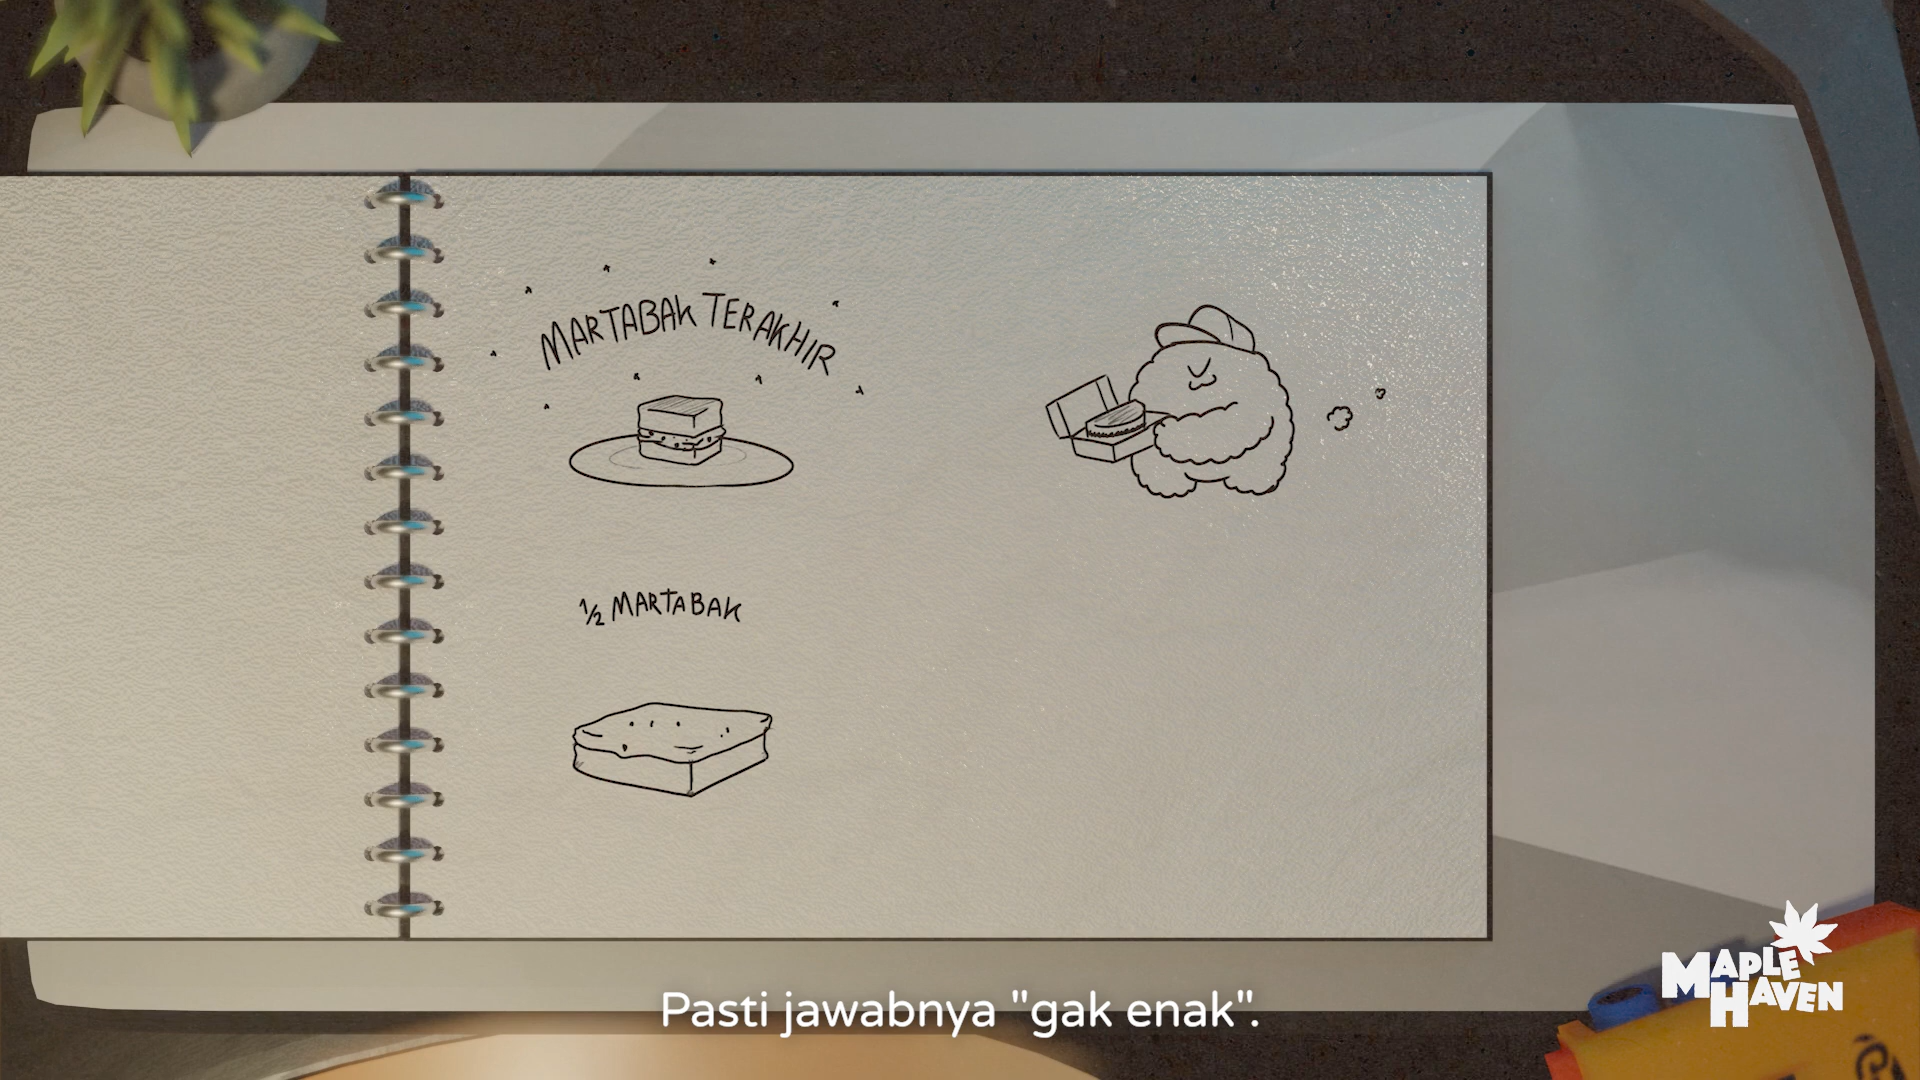 MARTABAK TERAKHIR
1/2 MARTABAK
MAPLE
HAVEN
Pasti jawabnya "gak enak".